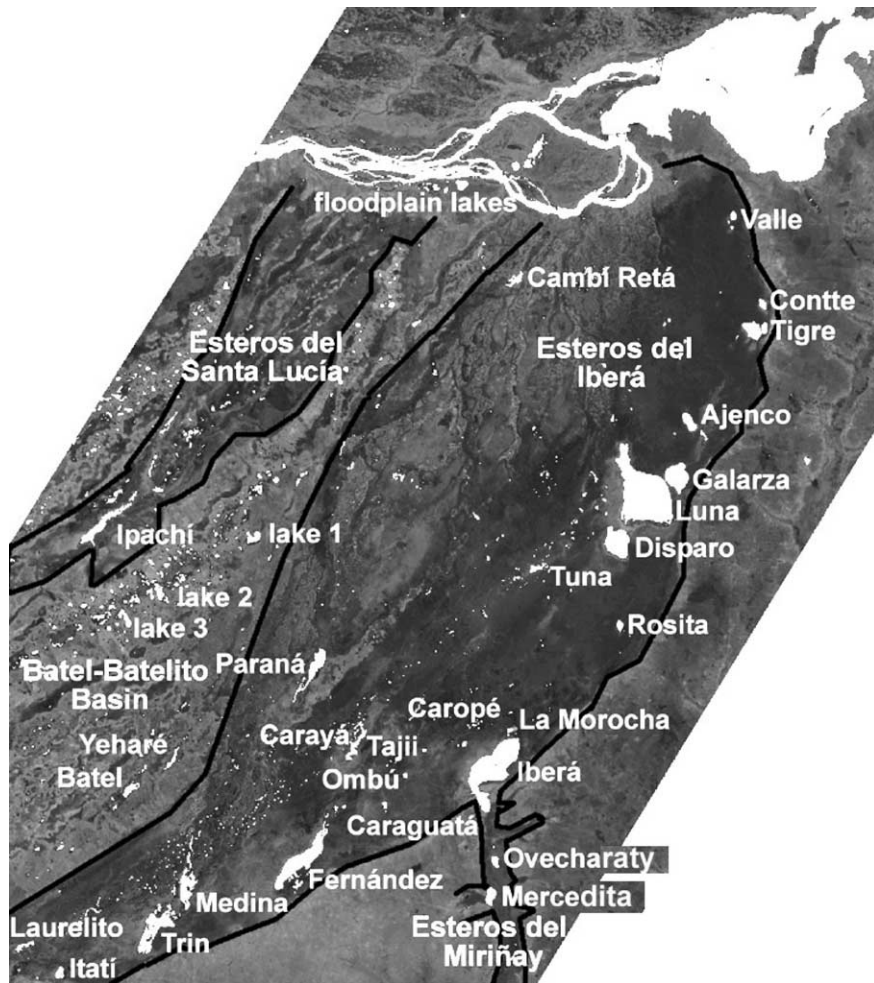 floodplain lakes
Valle
Cambí Retá
Contte
Tigre
Esteros del
Santa Lucía
Esteros del
Iberá
Ajenco
Galarza
Luna
Ipachí
lake 1
Disparo
Tuna
lake 2
lake 3
Rosita
Paraná
Batel-Batelito
Basin
Caropé
La Morocha
Yeharé
Carayá
Tajii
Batel
Ombú
Iberá
Caraguatá
Ovecharaty
Fernández
Medina
Mercedita
Laurelito
Trin
Esteros del
Miriñay
Itatí